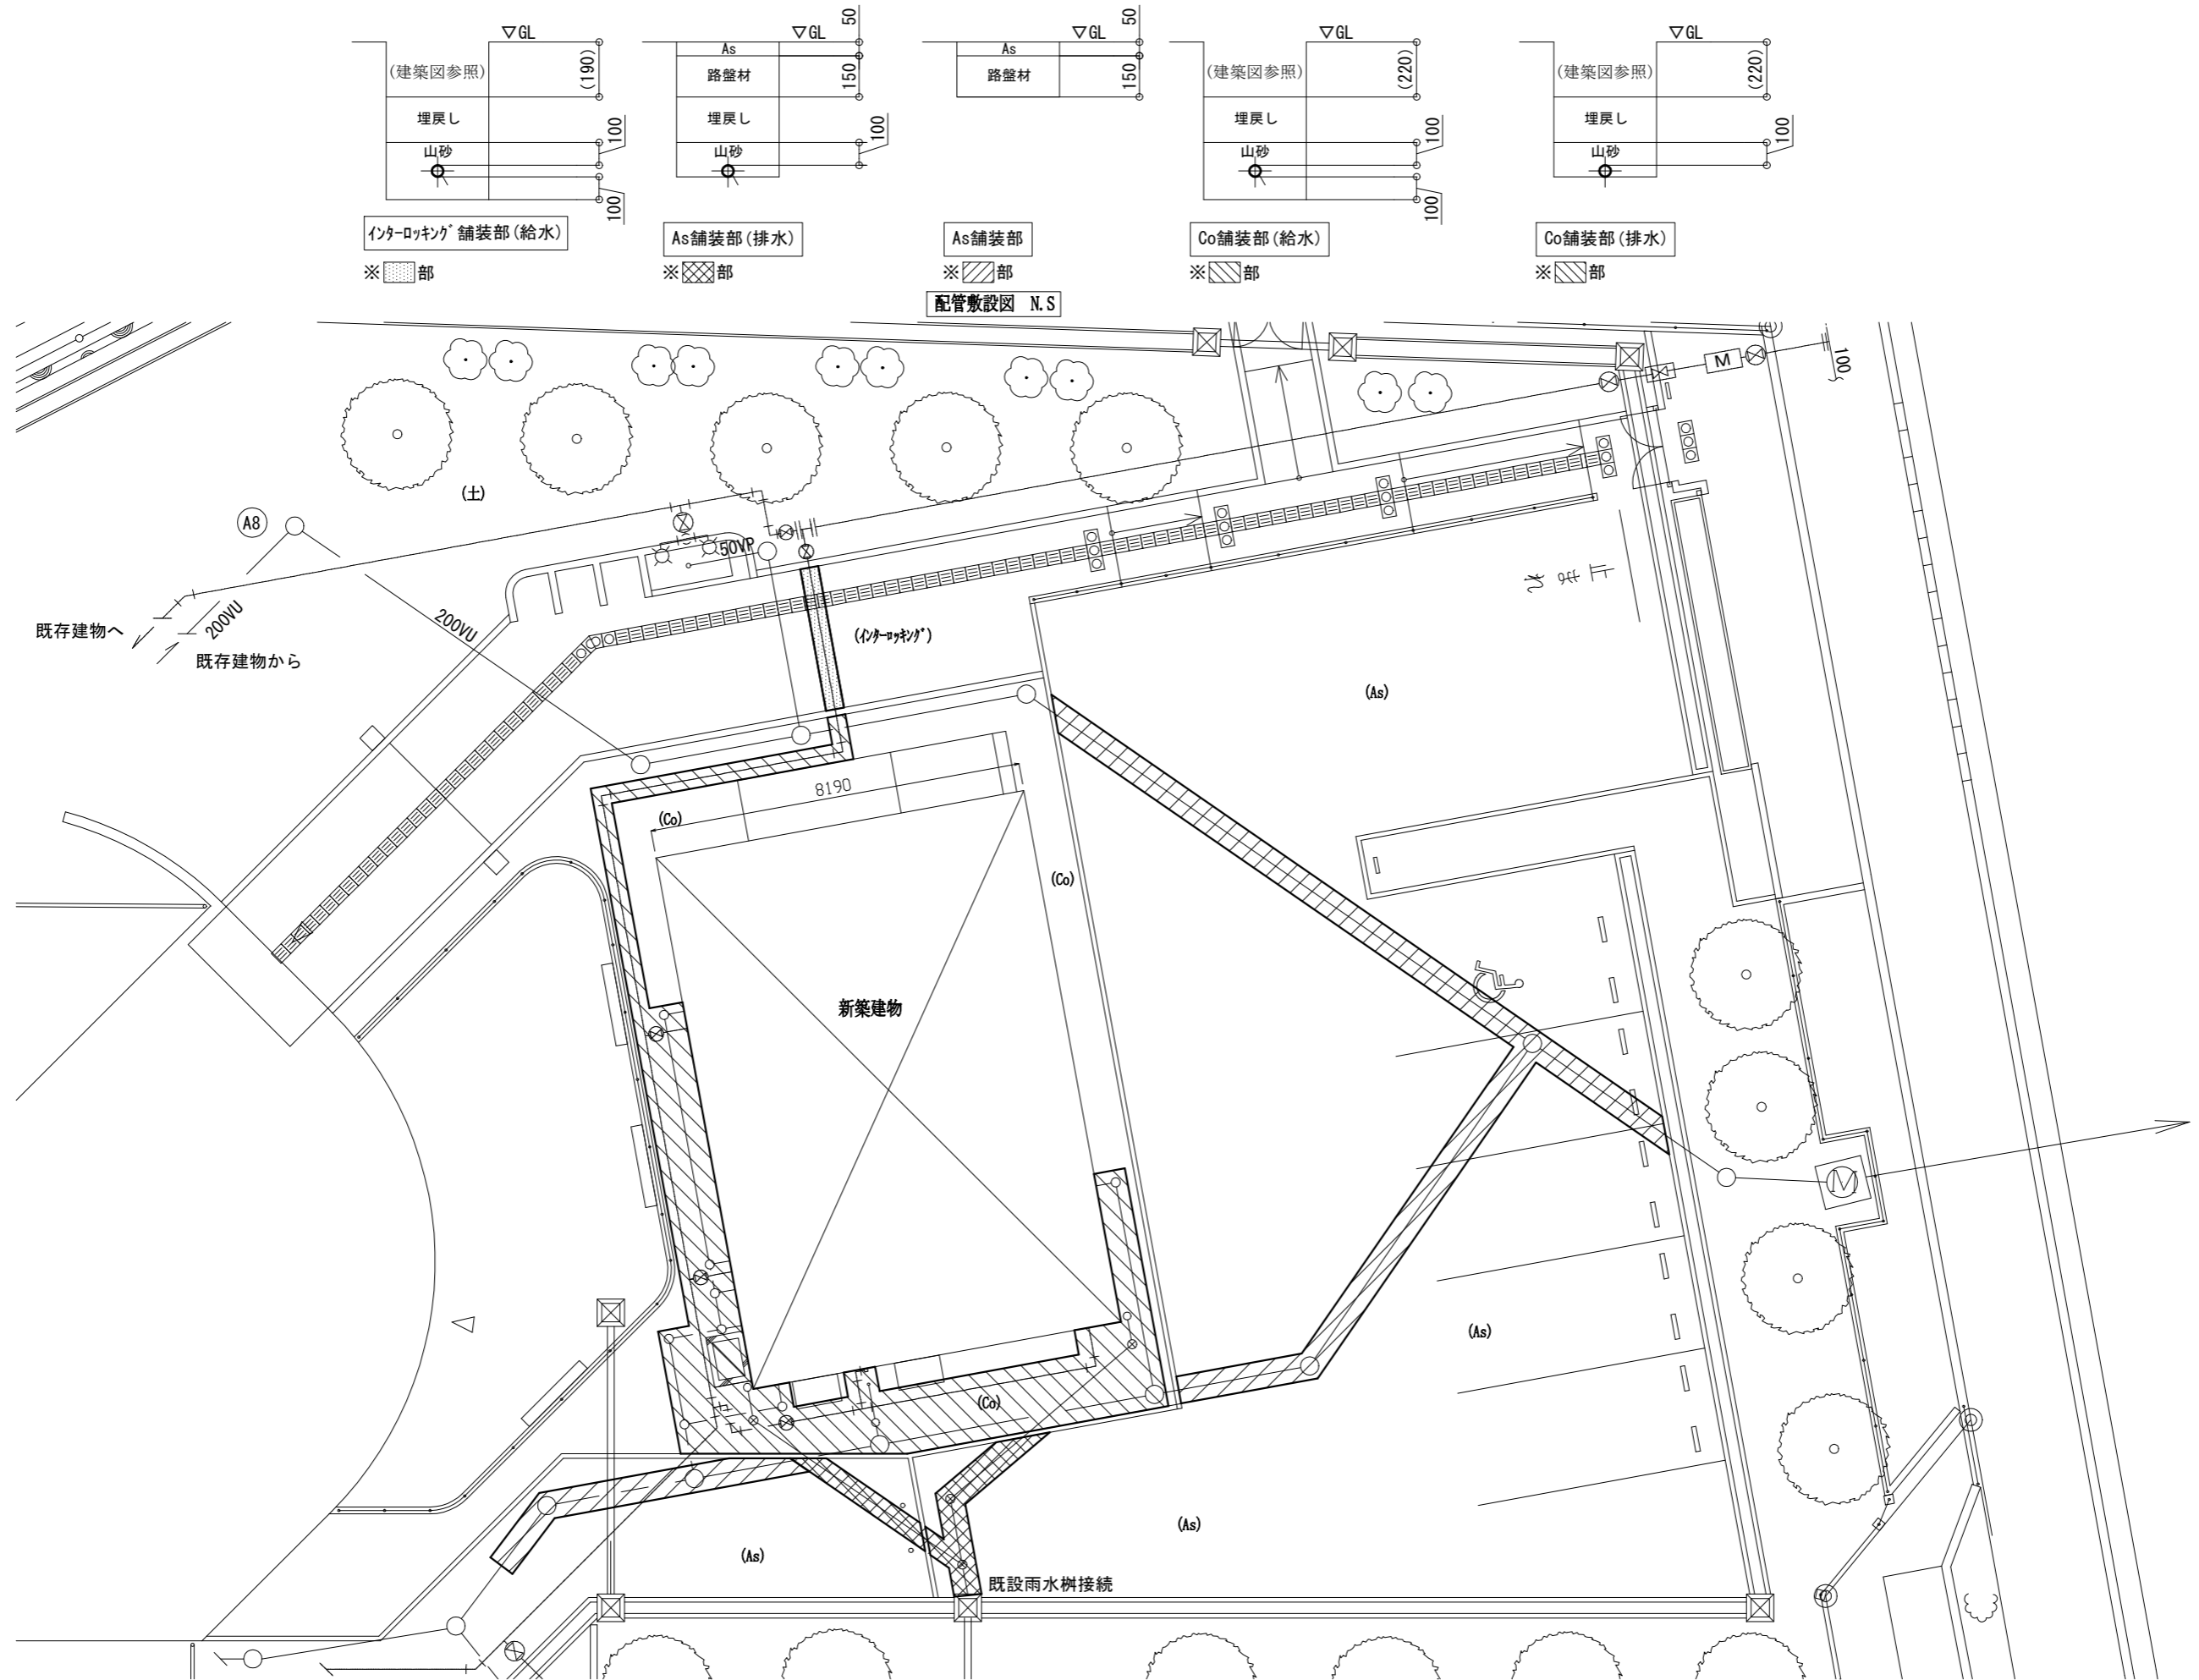 ▽GL
(建築図参照)
(190)
埋戻し
100
山砂
100
インターロッキング舗装部(給水)
※ 部
50
▽GL
As
路盤材
150
埋戻し
100
山砂
As舗装部(排水)
※ 部
50
▽GL
As
路盤材
150
As舗装部
※ 部
▽GL
(建築図参照)
(220)
埋戻し
100
山砂
100
Co舗装部(給水)
※ 部
▽GL
(建築図参照)
(220)
埋戻し
100
山砂
Co舗装部(排水)
※ 部
配管敷設図 N.S
M
100
(土)
A8
50VP
200VU
200VU
既存建物へ
既存建物から
(インターロッキング)
(As)
8190
(Co)
(Co)
新築建物
M
(As)
(Co)
(As)
(As)
既設雨水桝接続